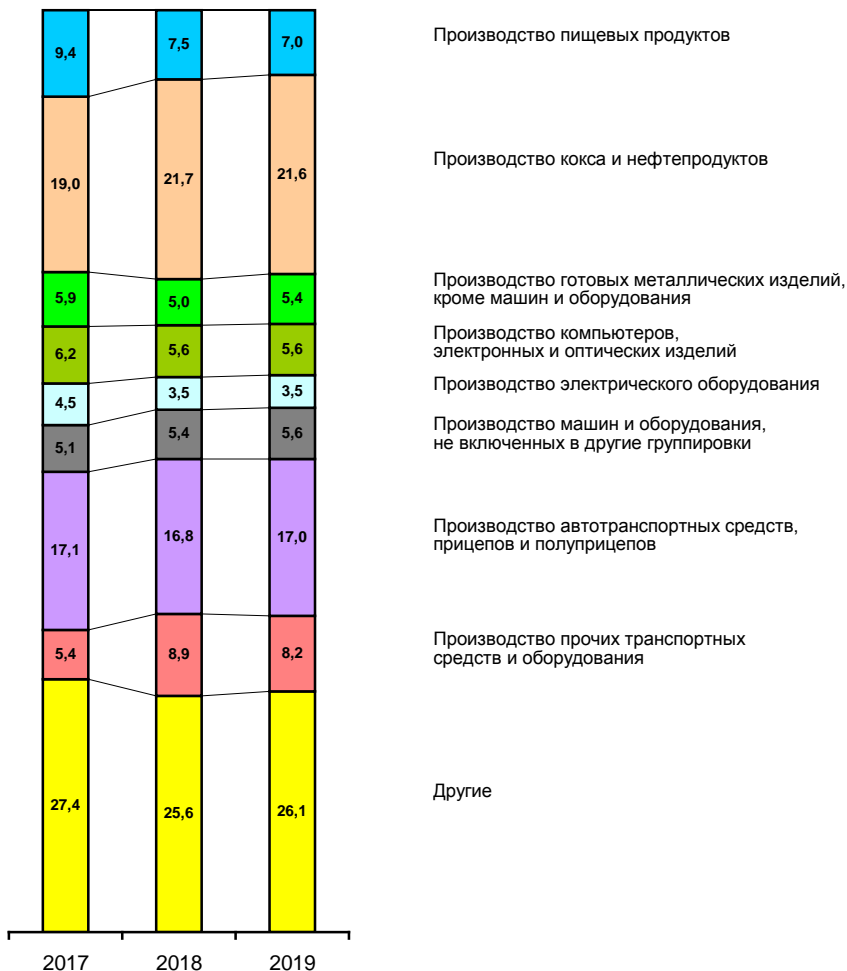 9,4 7,5 7,0 Производство пищевых продуктов
19,0 21,7 21,6 Производство кокса и нефтепродуктов
5,9 5,0 5,4 Производство готовых металлических изделий,
кроме машин и оборудования
6,2 5,6 5,6 Производство компьютеров,
электронных и оптических изделий
4,5 3,5 3,5 Производство электрического оборудования
5,1 5,4 5,6 Производство машин и оборудования,
не включенных в другие группировки
17,1 16,8 17,0 Производство автотранспортных средств,
прицепов и полуприцепов
5,4 8,9 8,2 Производство прочих транспортных
средств и оборудования
27,4 25,6 26,1 Другие
2017 2018 2019